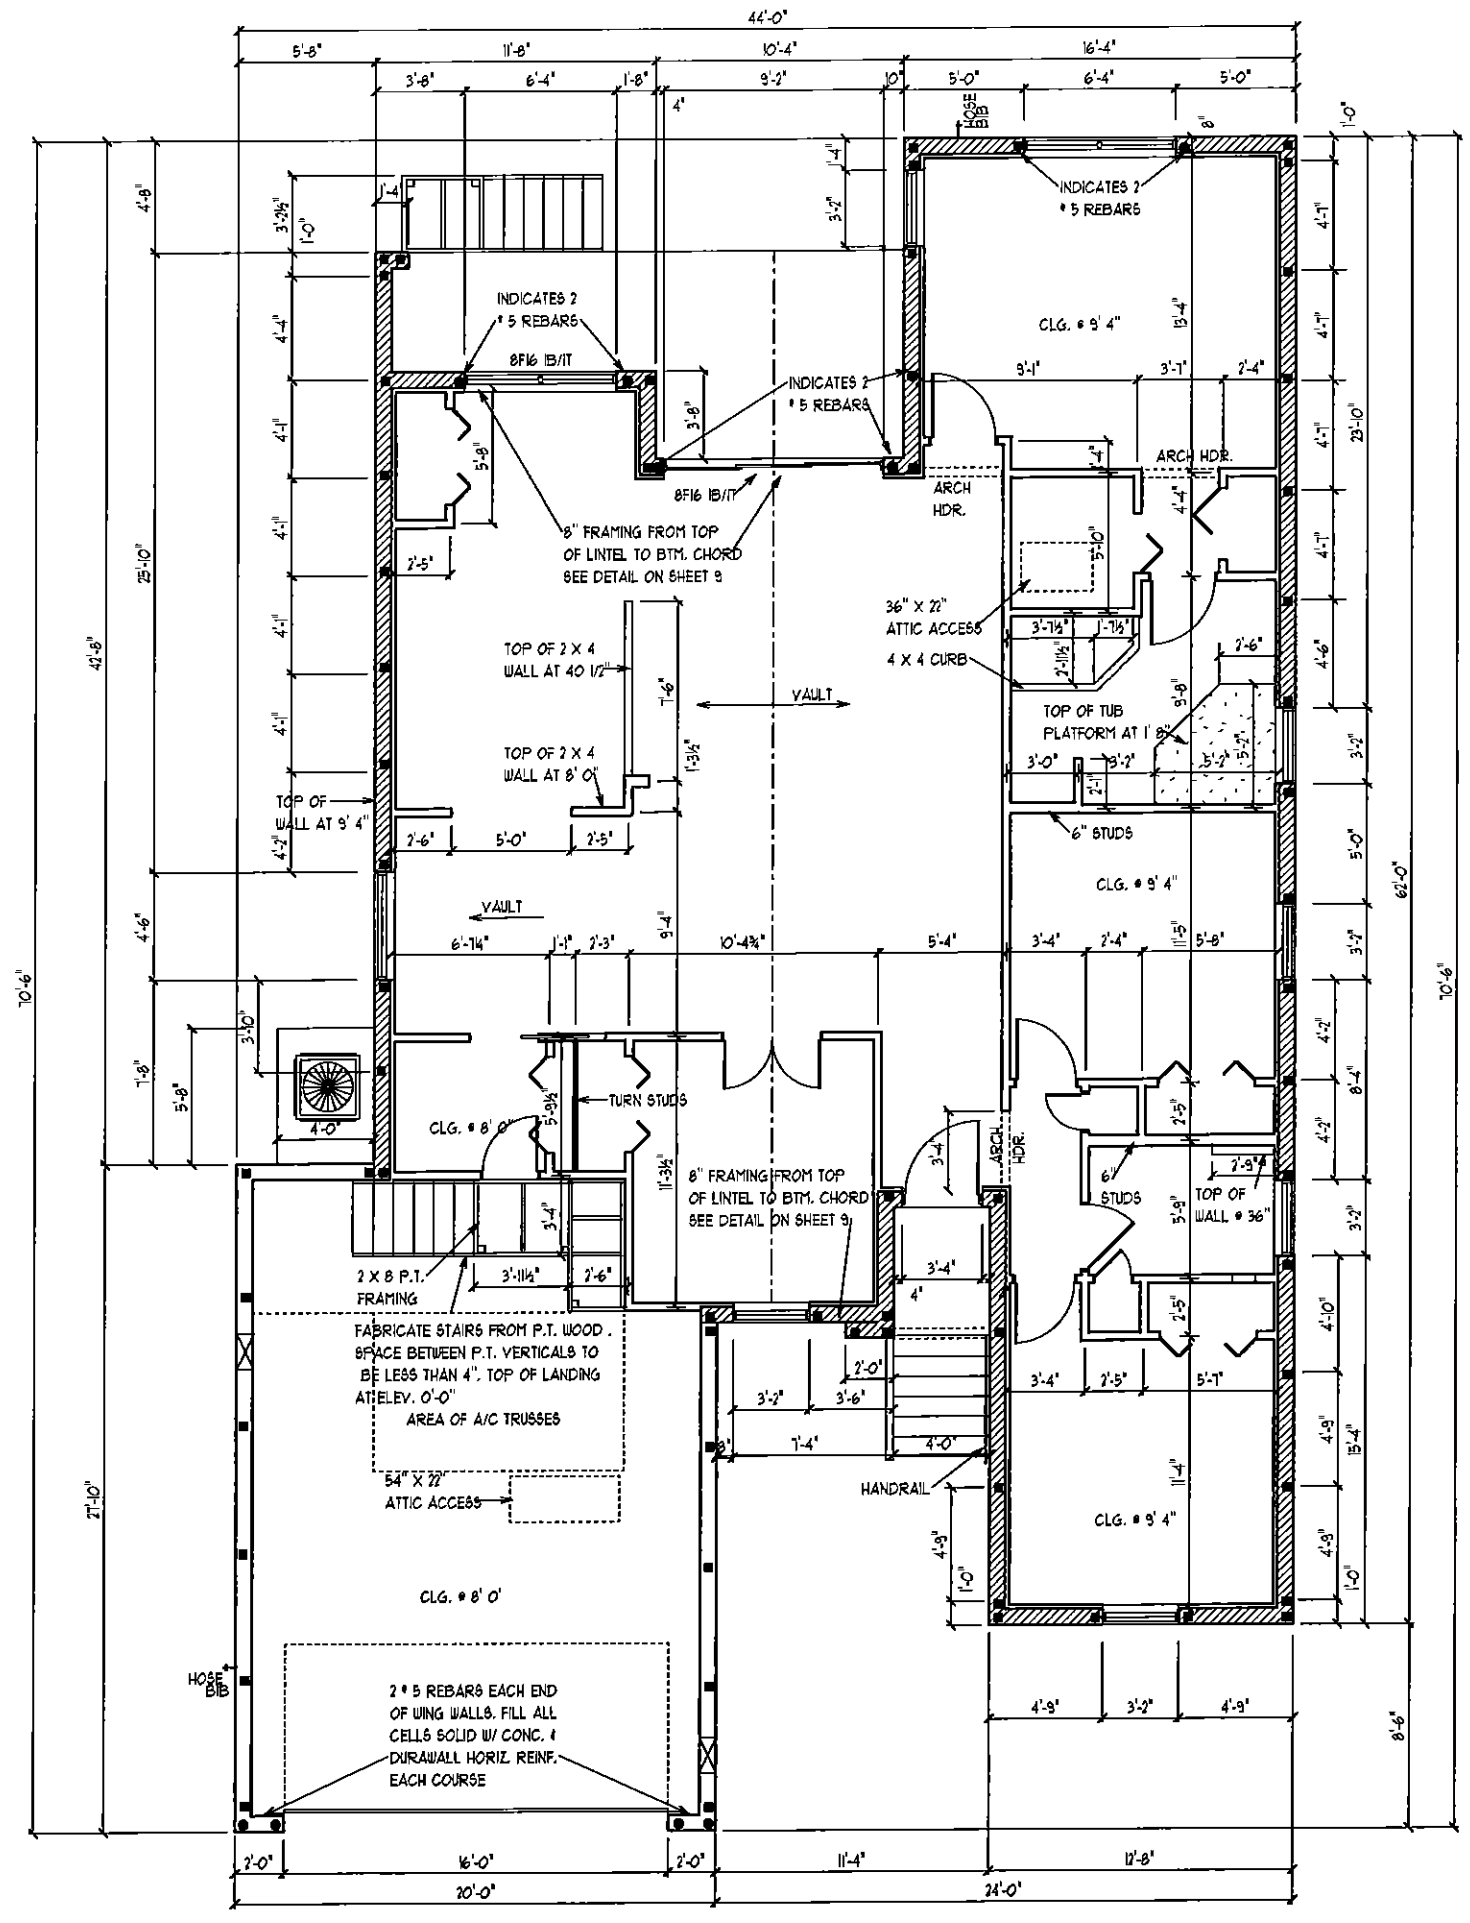 44'-0"
5'-8" 11'-8" 10'-4" 16'-4"
3'-8" 6'-4" 1'-8" 9'-2" 10" 5'-0" 6'-4" 5'-0"
4"
HOSE
BIB
8"
1'-0"
1'-4"
3'-2"
4'-8"
3'-2½"
1'-0"
1'-4
INDICATES 2
# 5 REBARS
4'-7"
INDICATES 2
# 5 REBARS
8F16 1B/1T
CLG. @ 9' 4"
13'-4"
4'-7"
4'-4"
9'-1" 3'-7" 2'-4"
INDICATES 2
# 5 REBARS
3'-8"
4'-1"
5'-8"
4'-7"
23'-10"
1'-4"
ARCH HDR.
8F16 1B/1T
ARCH
HDR.
4'-4"
8" FRAMING FROM TOP
OF LINTEL TO BTM. CHORD
SEE DETAIL ON SHEET 9
4'-1"
2'-5"
5'-10"
4'-7"
25'-10"
36" X 22"
ATTIC ACCESS
4 X 4 CURB
3'-7½" 1'-7½"
2'-11½"
2'-6"
4'-6"
42'-8"
4'-1"
TOP OF 2 X 4
WALL AT 40 1/2"
7'-6"
VAULT
9'-8"
TOP OF TUB
PLATFORM AT 1' 8"
4'-1"
TOP OF 2 X 4
WALL AT 8' 0"
1'-3½"
3'-0" 3'-2" 5'-2"
5'-2"
2'-1"
3'-2"
TOP OF
WALL AT 9' 4"
4'-2"
2'-6" 5'-0" 2'-5"
6" STUDS
5'-0"
CLG. @ 9' 4"
62'-0"
VAULT
9'-4"
4'-6"
6'-7¼" 1'-1" 2'-3" 10'-4¾" 5'-4" 3'-4" 2'-4" 5'-8"
11'-5"
3'-2"
70'-6"
70'-6"
3'-10"
7'-8"
5'-8"
4'-0"
CLG. @ 8' 0"
5'-9½"
TURN STUDS
4'-2"
8'-4"
2'-5"
3'-4"
ARCH
HDR.
4'-2"
11'-3½"
8" FRAMING FROM TOP
OF LINTEL TO BTM. CHORD
SEE DETAIL ON SHEET 9
6"
STUDS
2'-9"
TOP OF
WALL @ 36"
5'-9"
3'-2"
3'-4"
2 X 8 P.T.
FRAMING
3'-11½" 2'-6"
3'-4"
4"
FABRICATE STAIRS FROM P.T. WOOD .
SPACE BETWEEN P.T. VERTICALS TO
BE LESS THAN 4". TOP OF LANDING
AT ELEV. 0'-0"
AREA OF A/C TRUSSES
2'-5"
4'-10"
2'-0"
3'-2" 3'-6"
3'-4" 2'-5" 5'-7"
8" 7'-4" 4'-0"
54" X 22"
ATTIC ACCESS
HANDRAIL
11'-4"
4'-9"
15'-4"
27'-10"
CLG. @ 9' 4"
4'-9"
1'-0"
4'-9"
1'-0"
CLG. @ 8' 0'
HOSE
BIB
2 # 5 REBARS EACH END
OF WING WALLS. FILL ALL
CELLS SOLID W/ CONC. &
DURAWALL HORIZ. REINF.
EACH COURSE
4'-9" 3'-2" 4'-9"
8'-6"
2'-0" 16'-0" 2'-0" 11'-4" 12'-8"
20'-0" 24'-0"